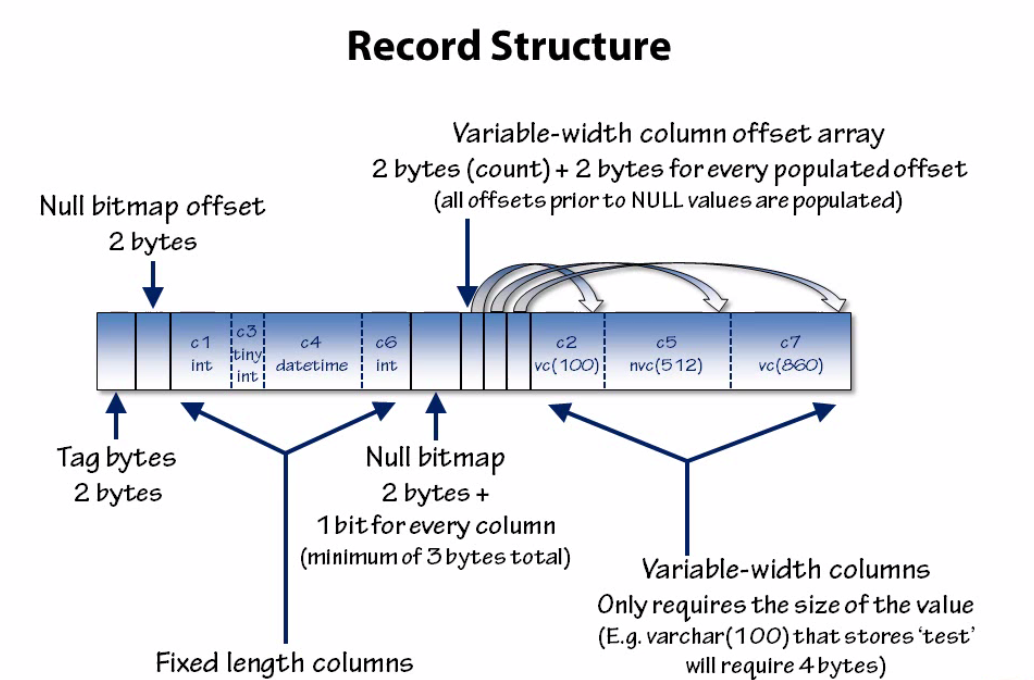 Record Structure
Variable-width column offset array
2 bytes (count) + 2 bytes for every populated offset
(all offsets prior to NULL values are populated)
Null bitmap offset
2 bytes
c1
int
c3
tiny
int
c4
datetime
c6
int
c2
vc(100)
c5
nvc(512)
c7
vc(860)
Tag bytes
2 bytes
Null bitmap
2 bytes +
1 bit for every column
(minimum of 3 bytes total)
Variable-width columns
Only requires the size of the value
(E.g. varchar(100) that stores 'test'
will require 4 bytes)
Fixed length columns